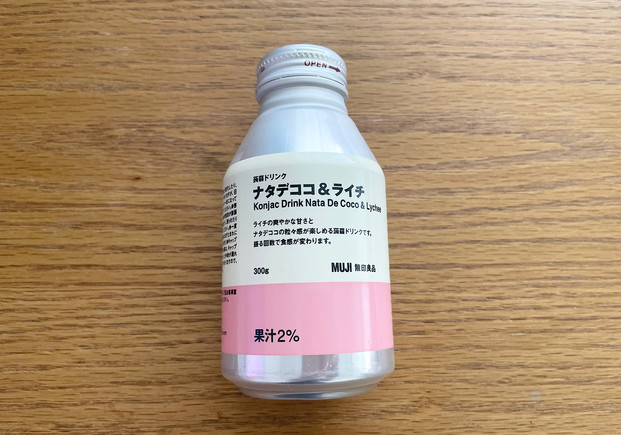 OPEN
蒟蒻ドリンク
ナタデココ&ライチ
Konjac Drink Nata De Coco & Lychee
ライチの爽やかな甘さと
ナタデココの粒々感が楽しめる蒟蒻ドリンクです。
振る回数で食感が変わります。
300g
MUJI 無印良品
果汁2%